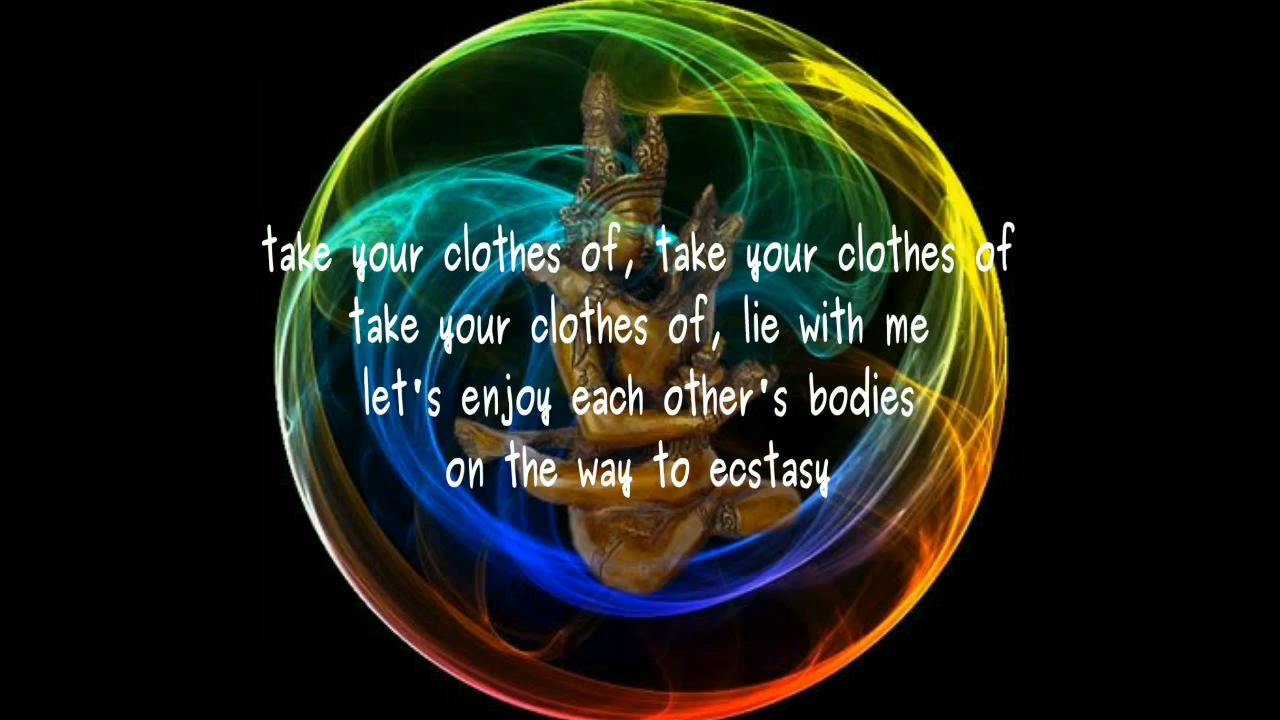 take your clothes of, take your clothes of
take your clothes of, lie with me
let's enjoy each other's bodies
on the way to ecstasy